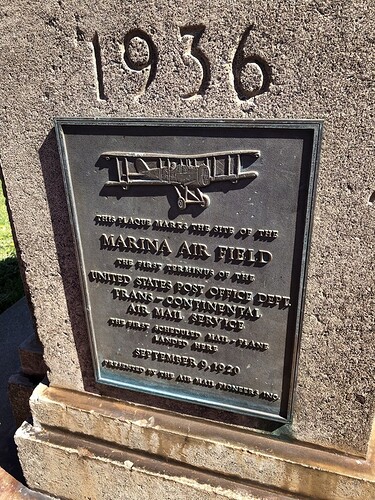 1936
THIS PLAQUE MARKS THE SITE OF THE
MARINA AIR FIELD
THE FIRST TERMINUS OF THE
UNITED STATES POST OFFICE DEPT.
TRANS-CONTINENTAL
AIR MAIL SERVICE
THE FIRST SCHEDULED MAIL-PLANE
LANDED HERE
SEPTEMBER 9, 1920
PRESENTED BY THE AIR MAIL PIONEERS INC.